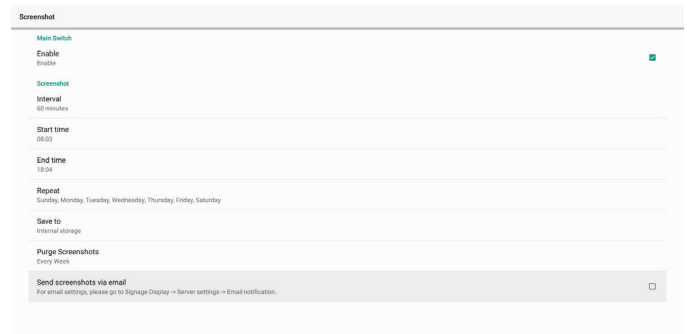 Screenshot
Main Switch
Enable
Enable
Screenshot
Interval
60 minutes
Start time
08:03
End time
18:04
Repeat
Sunday, Monday, Tuesday, Wednesday, Thursday, Friday, Saturday
Save to
Internal storage
Purge Screenshots
Every Week
Send screenshots via email
For email settings, please go to Signage Display -> Server settings -> Email notification.